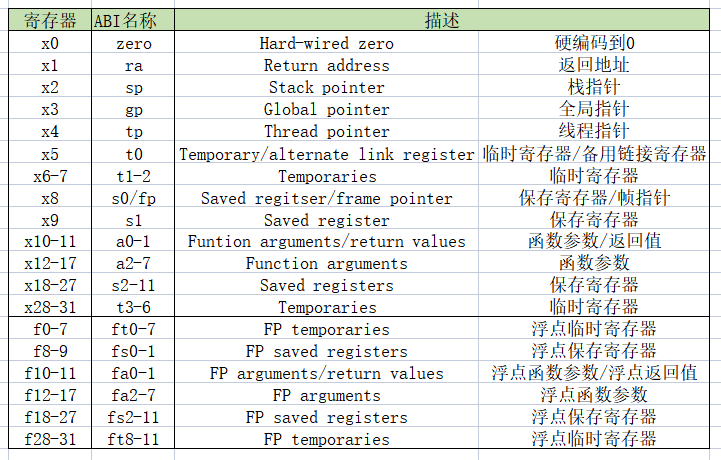 寄存器 ABI名称 描述
x0 zero Hard-wired zero 硬编码到0
x1 ra Return address 返回地址
x2 sp Stack pointer 栈指针
x3 gp Global pointer 全局指针
x4 tp Thread pointer 线程指针
x5 t0 Temporary/alternate link register 临时寄存器/备用链接寄存器
x6-7 t1-2 Temporaries 临时寄存器
x8 s0/fp Saved regitser/frame pointer 保存寄存器/帧指针
x9 s1 Saved register 保存寄存器
x10-11 a0-1 Funtion arguments/return values 函数参数/返回值
x12-17 a2-7 Function arguments 函数参数
x18-27 s2-11 Saved registers 保存寄存器
x28-31 t3-6 Temporaries 临时寄存器
f0-7 ft0-7 FP temporaries 浮点临时寄存器
f8-9 fs0-1 FP saved registers 浮点保存寄存器
f10-11 fa0-1 FP arguments/return values 浮点函数参数/浮点返回值
f12-17 fa2-7 FP arguments 浮点函数参数
f18-27 fs2-11 FP saved registers 浮点保存寄存器
f28-31 ft8-11 FP temporaries 浮点临时寄存器